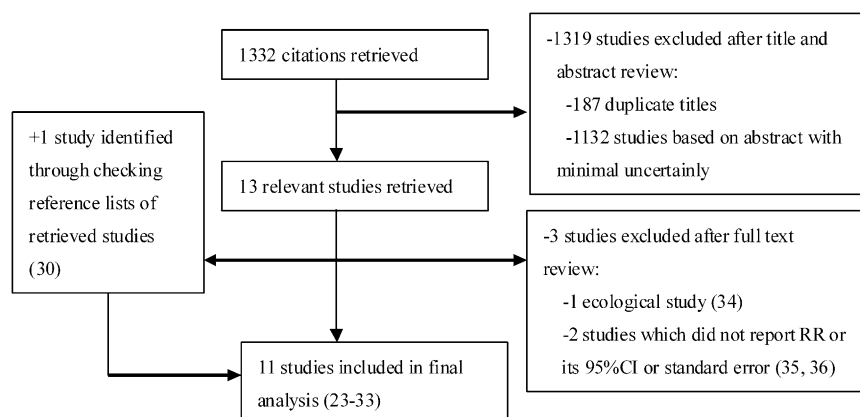 1332 citations retrieved
-1319 studies excluded after title and
abstract review:
-187 duplicate titles
-1132 studies based on abstract with
minimal uncertainly
+1 study identified
through checking
reference lists of
retrieved studies
(30)
13 relevant studies retrieved
-3 studies excluded after full text
review:
-1 ecological study (34)
-2 studies which did not report RR or
its 95%CI or standard error (35, 36)
11 studies included in final
analysis (23-33)